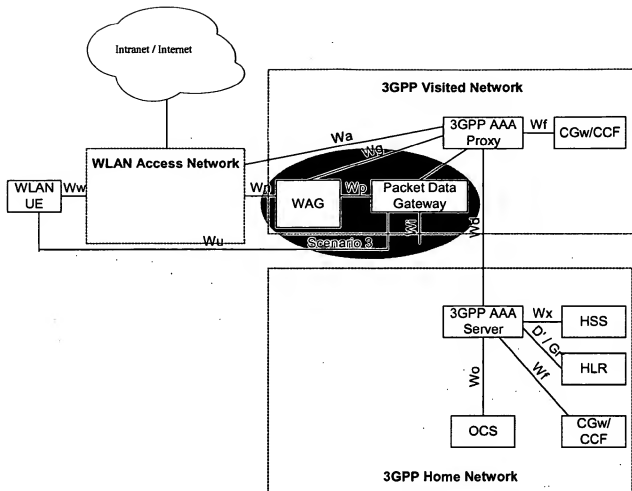 Intranet / Internet
3GPP Visited Network
3GPP AAA
Proxy
Wf
CGw/CCF
Wa
Wg
WLAN Access Network
WLAN
UE
Ww
Wn
WAG
Wp
Packet Data
Gateway
Wi
Wd
Wu
Scenario 3
3GPP AAA
Server
Wx
HSS
D' / Gr
HLR
Wf
Wo
OCS
CGw/
CCF
3GPP Home Network